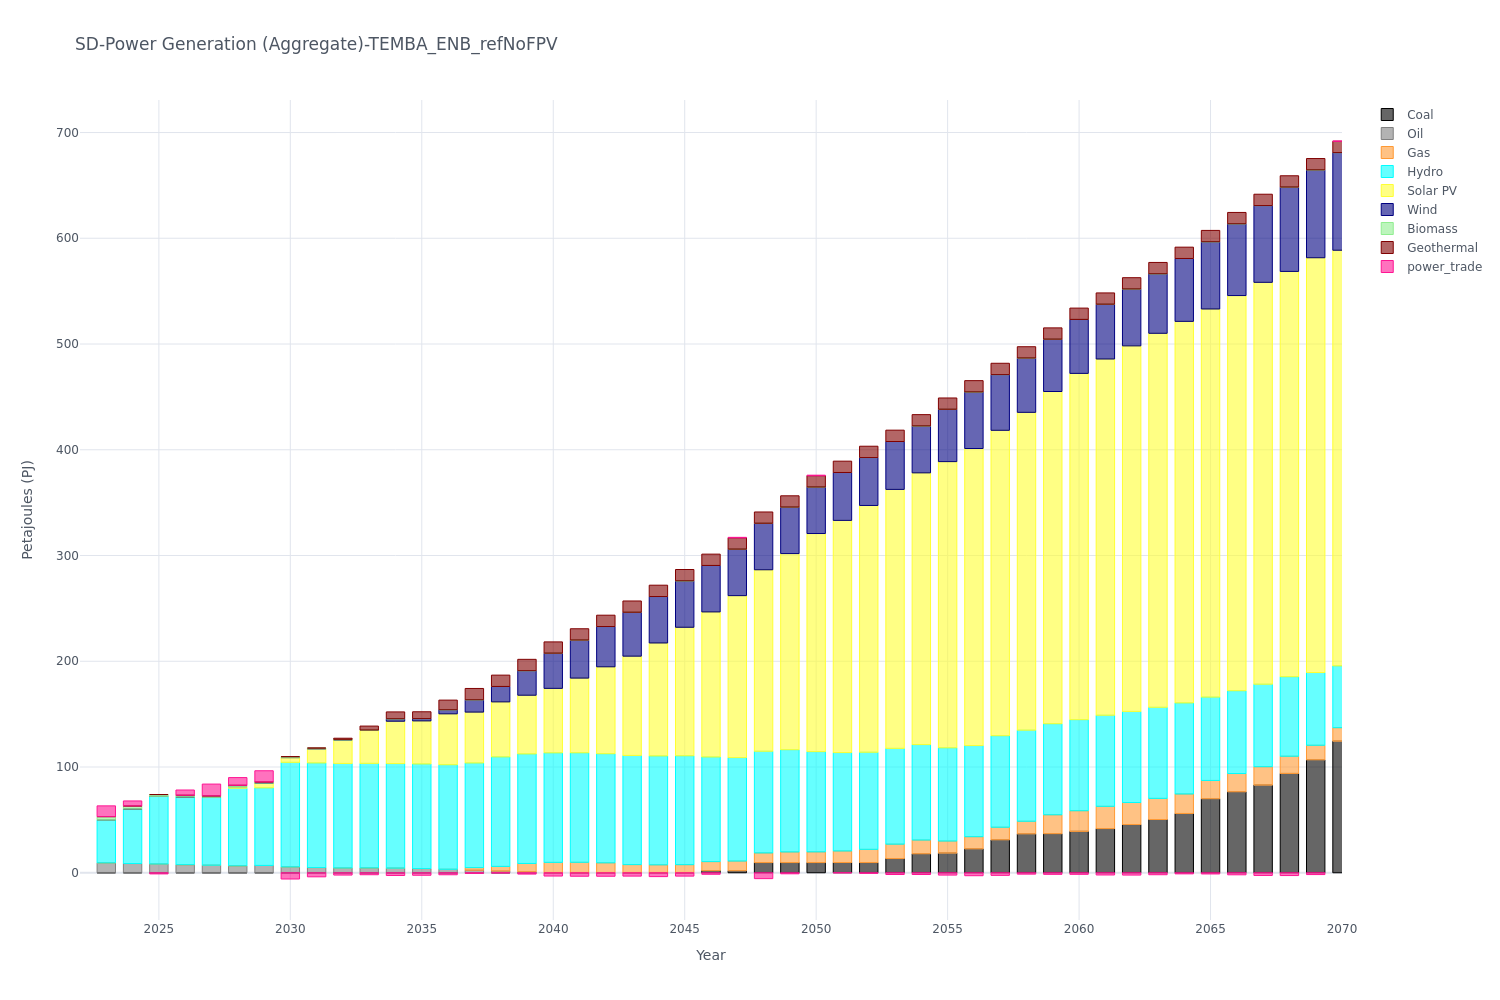 SD-Power Generation (Aggregate)-TEMBA_ENB_refNoFPV
Coal
Oil
Gas
Hydro
Solar PV
Wind
Biomass
Geothermal
power_trade
Petajoules (PJ)
700
600
500
400
300
200
100
0
2025 2030 2035 2040 2045 2050 2055 2060 2065 2070
Year